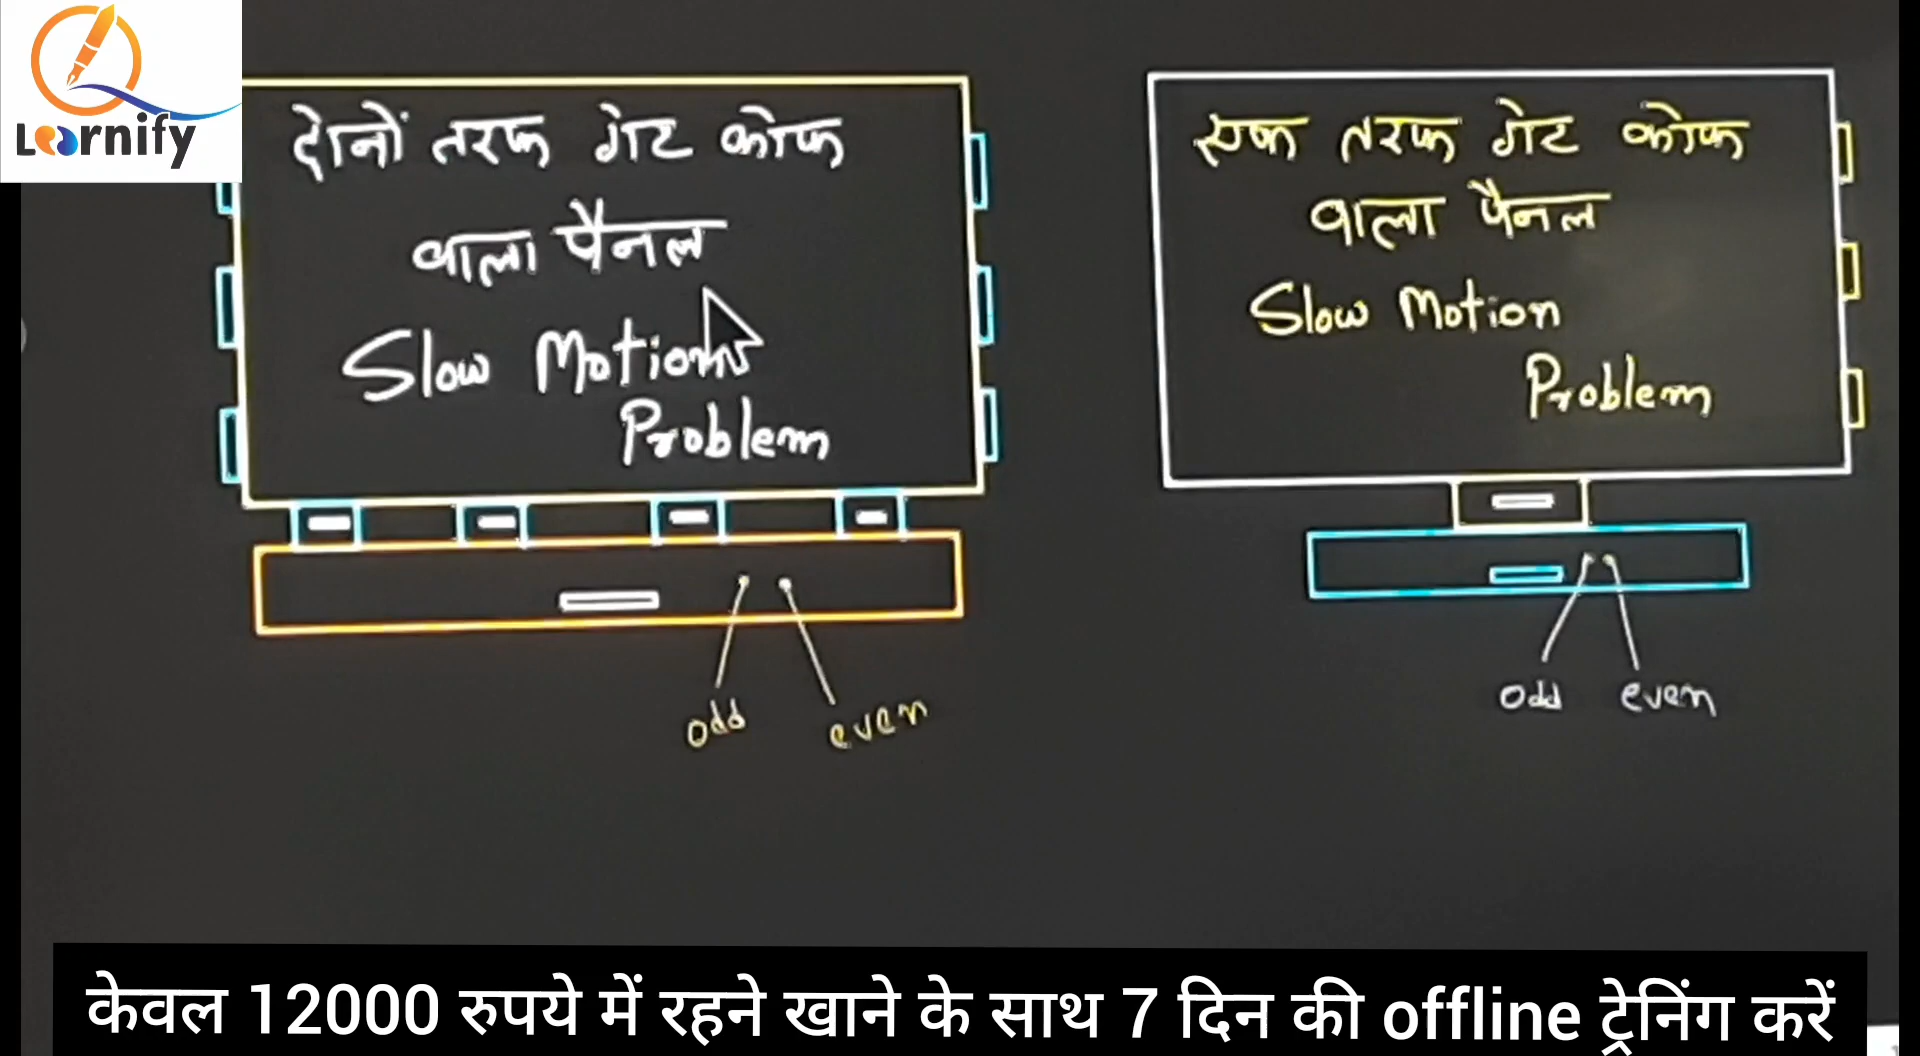 Learnify
दोनों तरफ गेट कोफ
वाला पैनल
Slow Motion
Problem
odd
even
एक तरफ गेट कोफ
वाला पैनल
Slow Motion
Problem
odd
even
केवल 12000 रुपये में रहने खाने के साथ 7 दिन की offline ट्रेनिंग करें